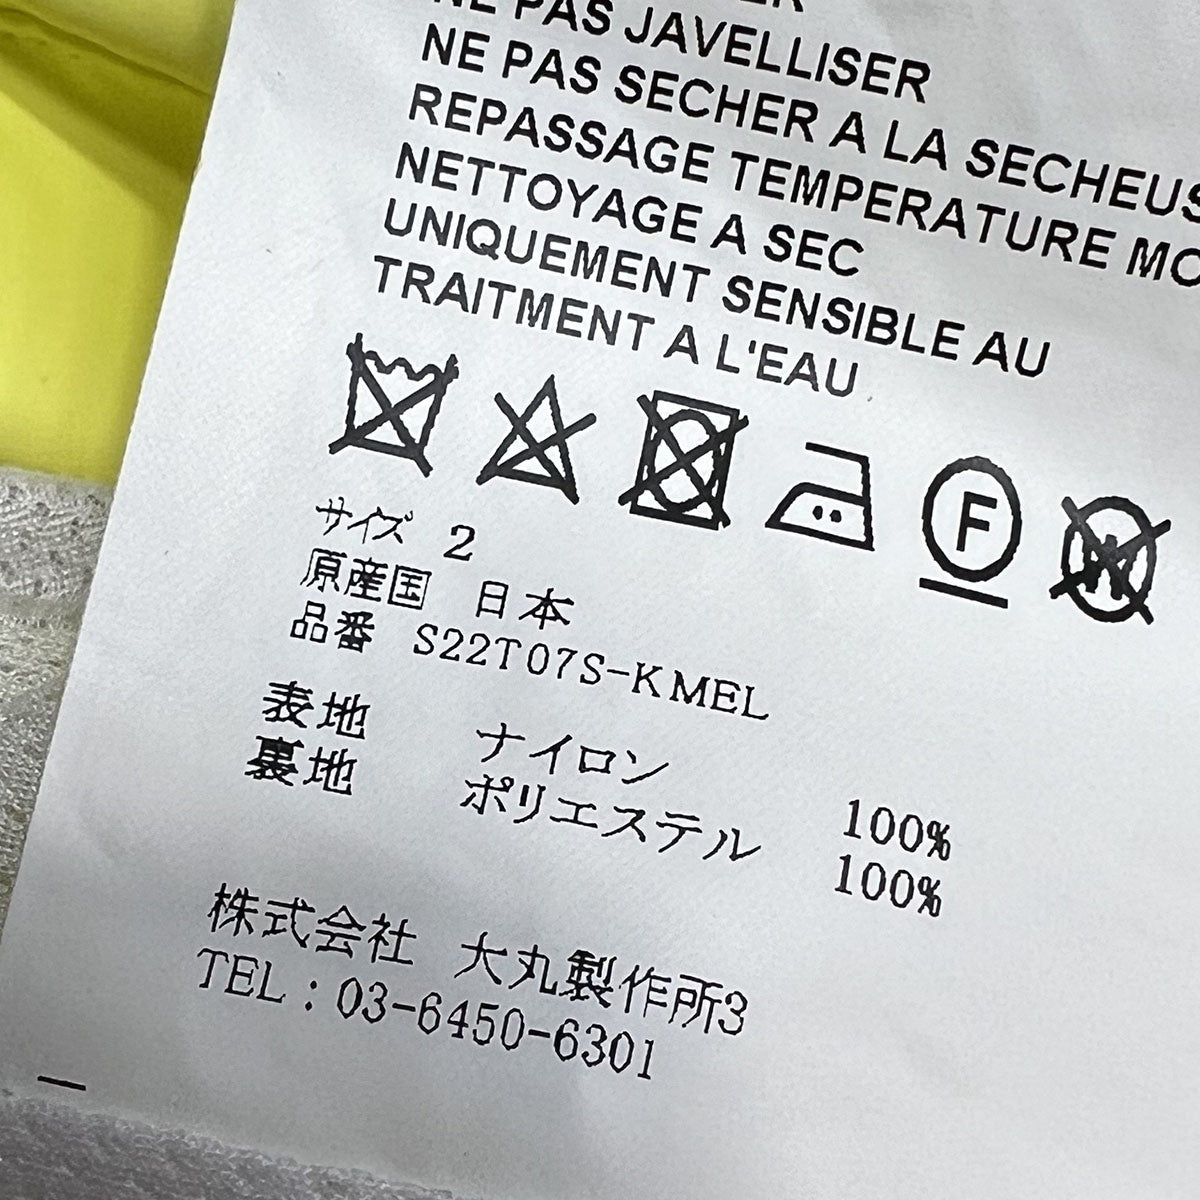 NE PAS JAVELLISER
NE PAS SECHER A LA SECHEUS
REPASSAGE TEMPERATURE MO
NETTOYAGE A SEC
UNIQUEMENT SENSIBLE AU
TRAITMENT A L'EAU
F
W
サイズ 2
原産国 日本
品番 S22T07S-KMEL
表地 ナイロン 100%
裏地 ポリエステル 100%
株式会社 大丸製作所3
TEL：03-6450-6301